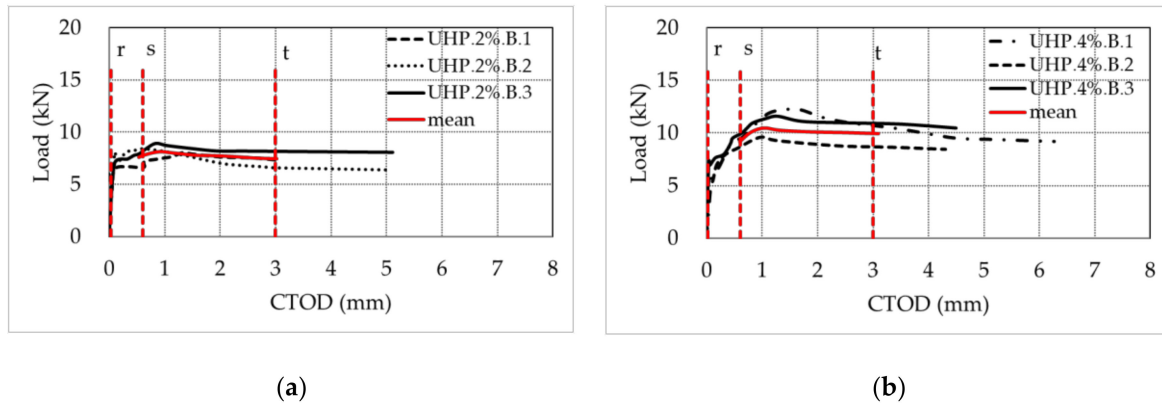 20
15
10
5
0
Load (kN)
r s t
UHP.2%.B.1
UHP.2%.B.2
UHP.2%.B.3
mean
0 1 2 3 4 5 6 7 8
CTOD (mm)
(a)
20
15
10
5
0
Load (kN)
r s t
UHP.4%.B.1
UHP.4%.B.2
UHP.4%.B.3
mean
0 1 2 3 4 5 6 7 8
CTOD (mm)
(b)